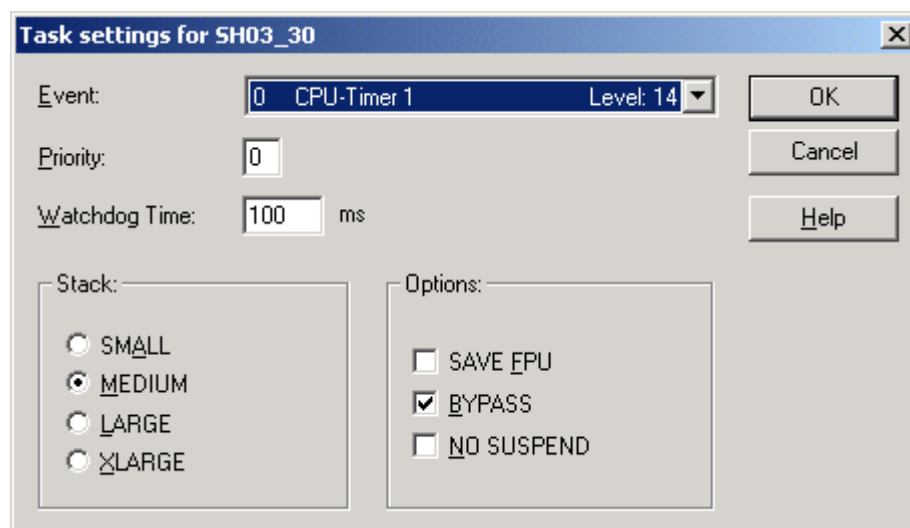 Task settings for SH03_30
Event: 0 CPU-Timer 1 Level: 14 OK
Priority: 0 Cancel
Watchdog Time: 100 ms Help
Stack: Options:
SMALL SAVE FPU
MEDIUM BYPASS
LARGE NO SUSPEND
XLARGE